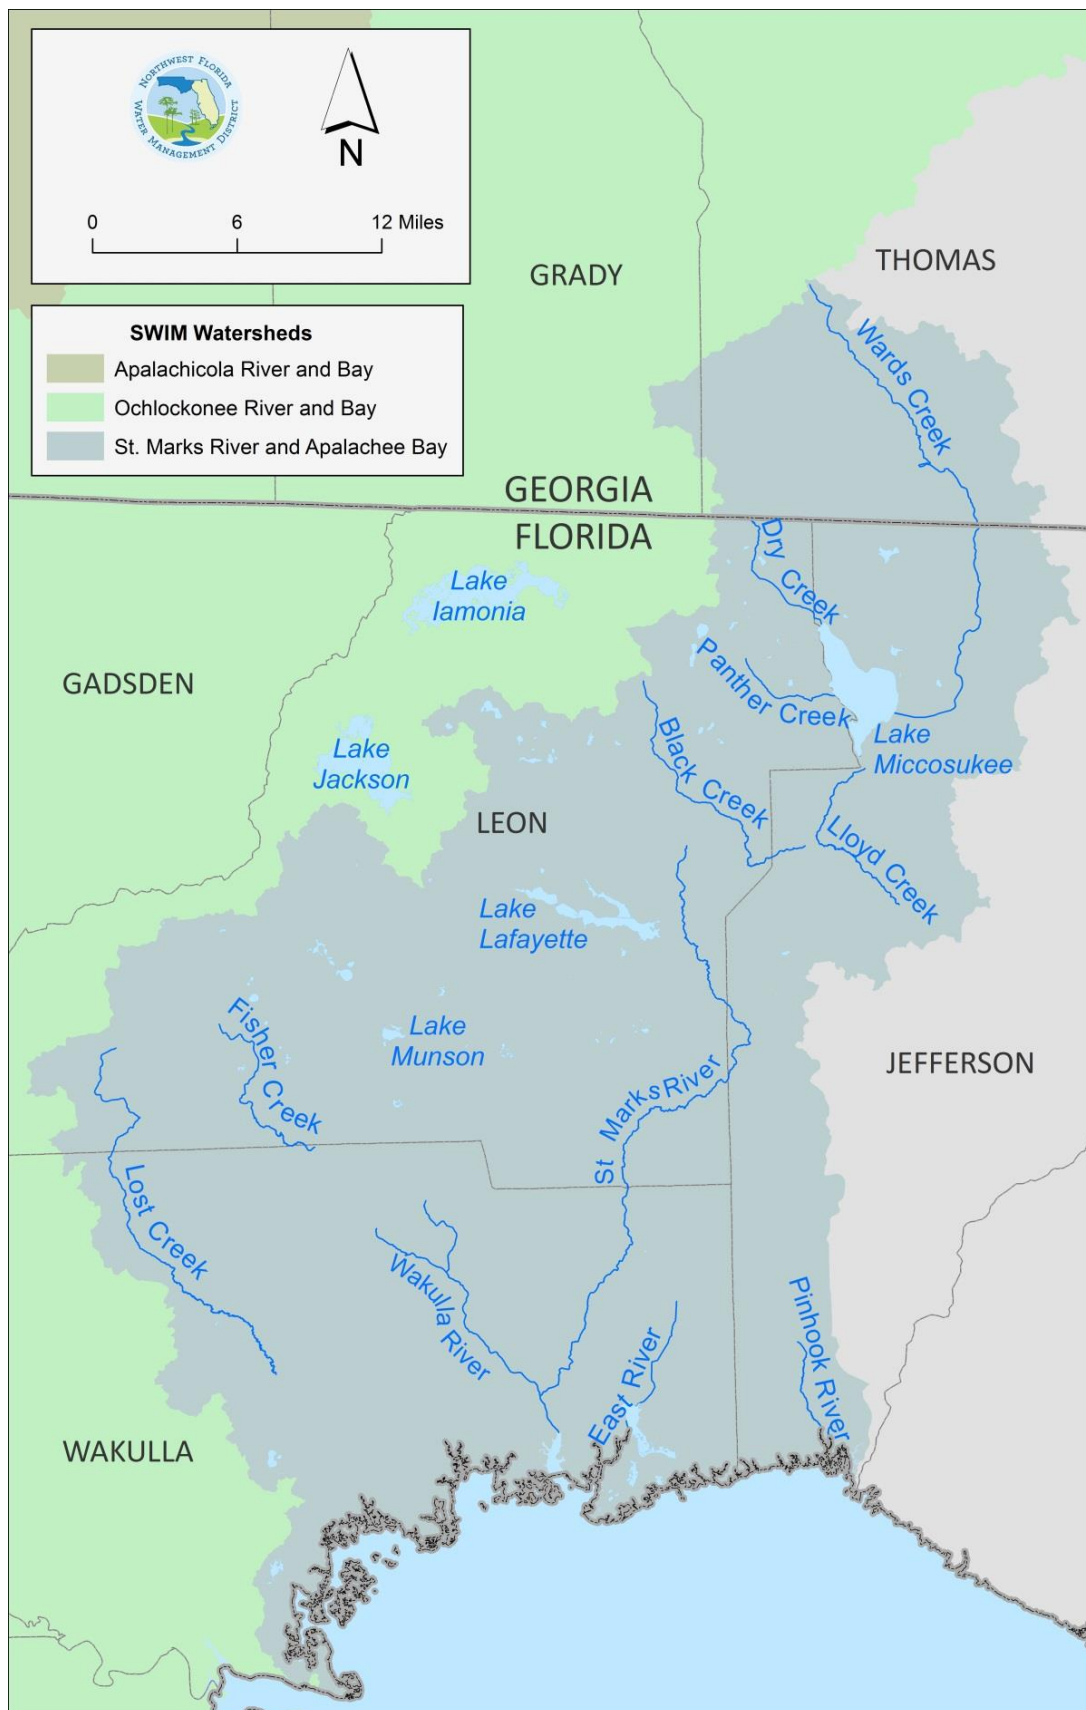 NORTHWEST FLORIDA
WATER MANAGEMENT DISTRICT
N
0 6 12 Miles
SWIM Watersheds
Apalachicola River and Bay
Ochlockonee River and Bay
St. Marks River and Apalachee Bay
GRADY
THOMAS
Wards Creek
GEORGIA
FLORIDA
Dry Creek
Lake
Iamonia
GADSDEN
Panther Creek
Lake
Miccosukee
Lake
Jackson
Black Creek
LEON
Lloyd Creek
Lake
Lafayette
Fisher Creek
Lake
Munson
JEFFERSON
St Marks River
Lost Creek
Wakulla River
East River
Pinhook River
WAKULLA